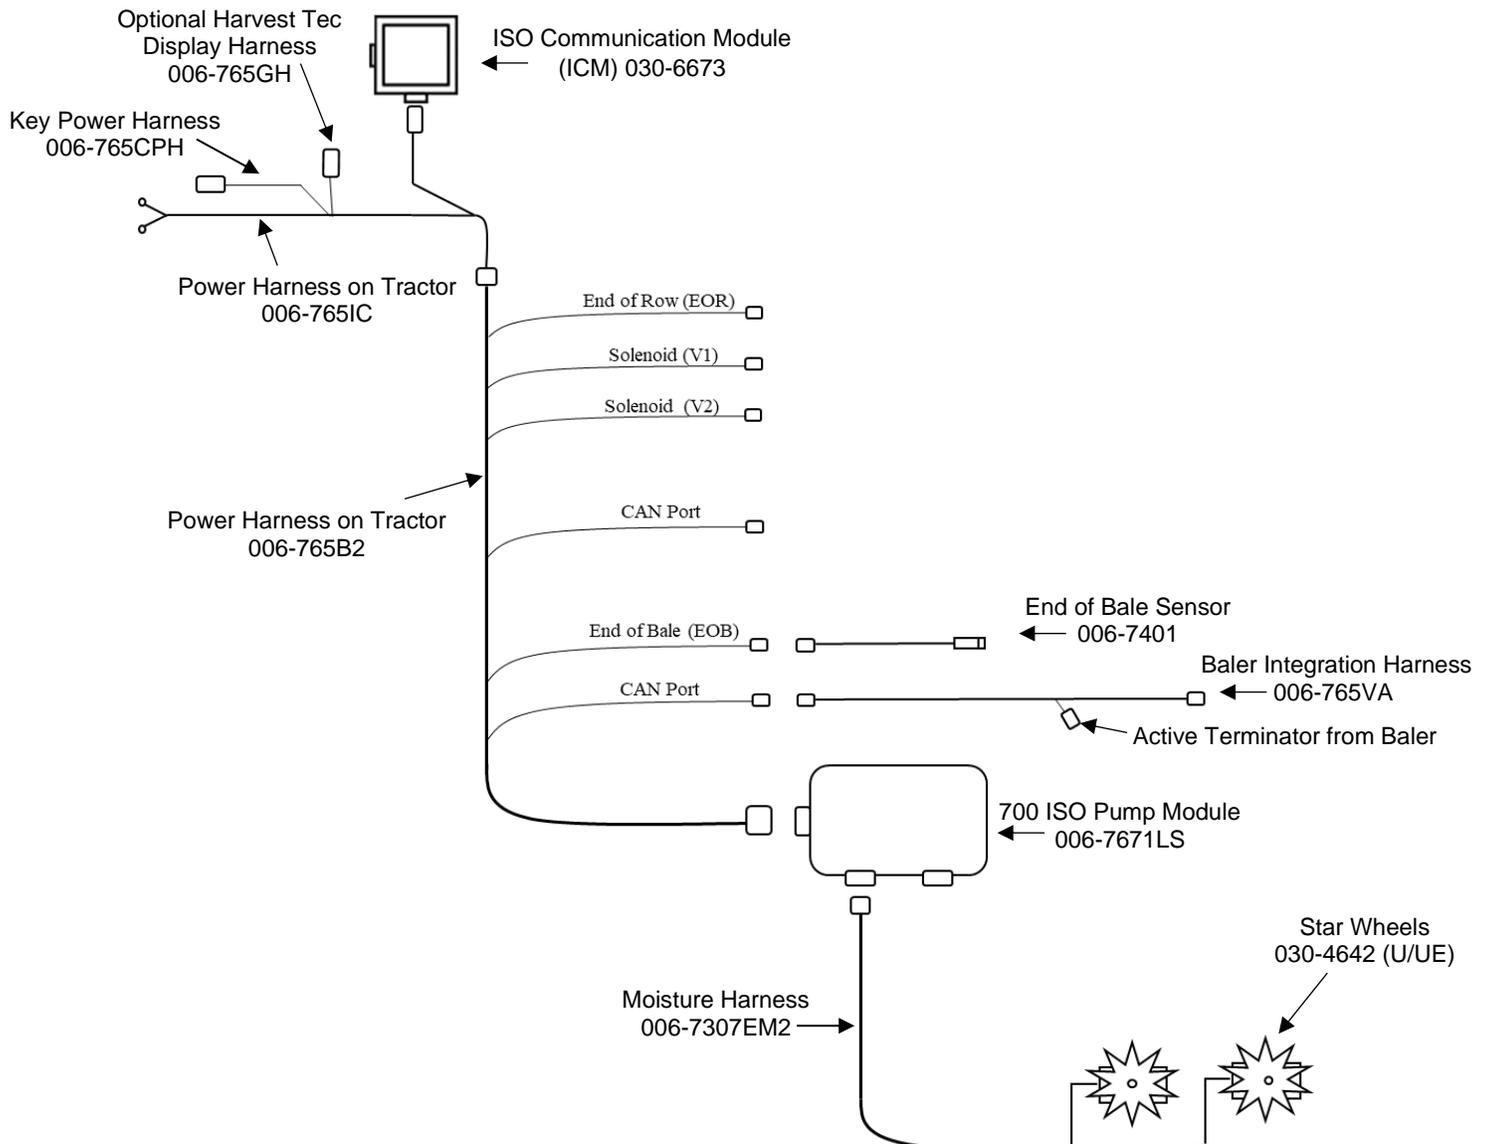 Optional Harvest Tec
Display Harness
006-765GH
ISO Communication Module
(ICM) 030-6673
Key Power Harness
006-765CPH
Power Harness on Tractor
006-765IC
End of Row (EOR)
Solenoid (V1)
Solenoid (V2)
Power Harness on Tractor
006-765B2
CAN Port
End of Bale (EOB)
End of Bale Sensor
006-7401
CAN Port
Baler Integration Harness
006-765VA
Active Terminator from Baler
700 ISO Pump Module
006-7671LS
Star Wheels
030-4642 (U/UE)
Moisture Harness
006-7307EM2